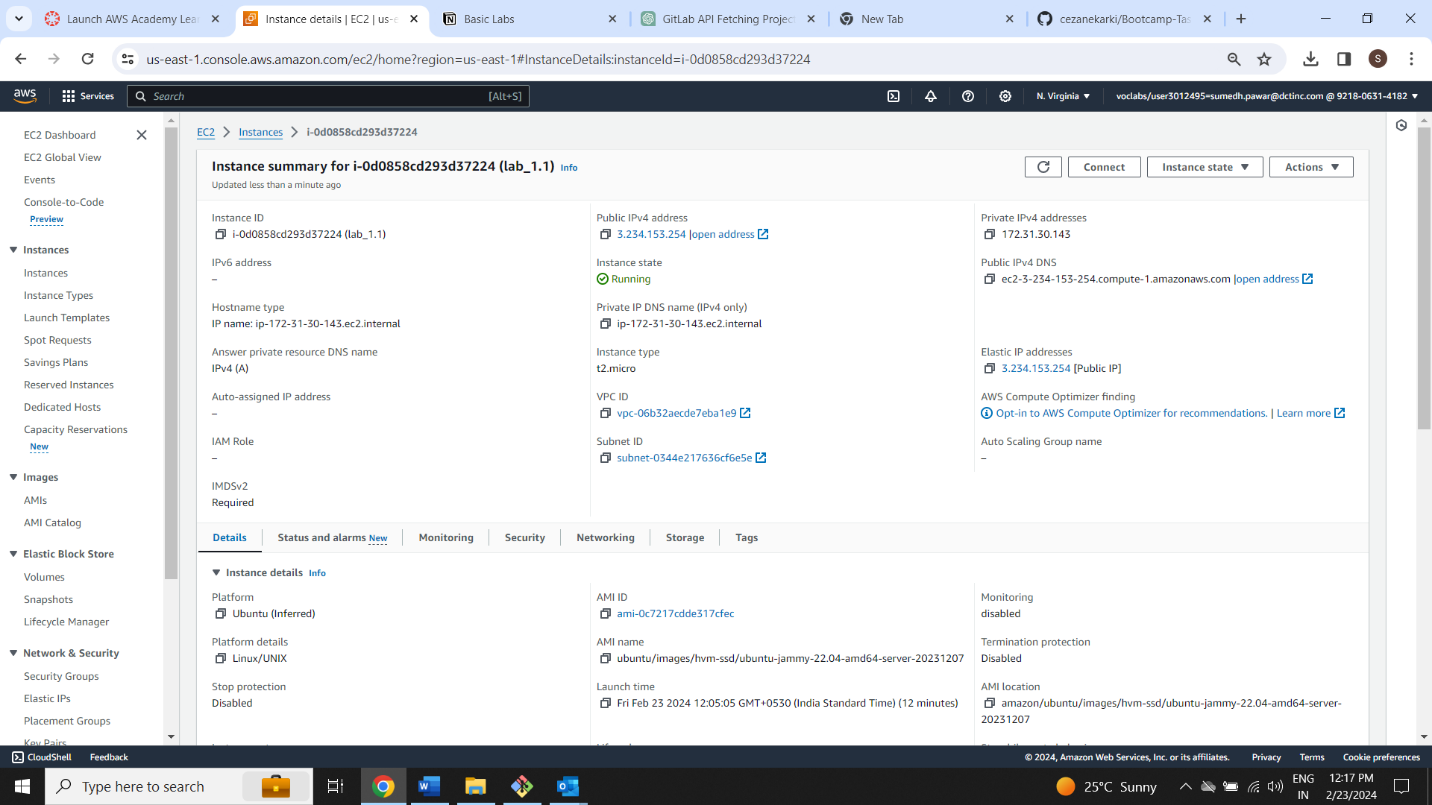 Launch AWS Academy Lea
Instance details | EC2 | us-e
Basic Labs
GitLab API Fetching Project
New Tab
cezanekarki/Bootcamp-Tas
us-east-1.console.aws.amazon.com/ec2/home?region=us-east-1#InstanceDetails:instanceId=i-0d0858cd293d37224
S
aws
Services
Search
[Alt+S]
N. Virginia
voclabs/user3012495=sumedh.pawar@dctinc.com @ 9218-0631-4182
EC2 Dashboard
EC2 Global View
Events
Console-to-Code
Preview
Instances
Instances
Instance Types
Launch Templates
Spot Requests
Savings Plans
Reserved Instances
Dedicated Hosts
Capacity Reservations
New
Images
AMIs
AMI Catalog
Elastic Block Store
Volumes
Snapshots
Lifecycle Manager
Network & Security
Security Groups
Elastic IPs
Placement Groups
Key Pairs
EC2 > Instances > i-0d0858cd293d37224
Instance summary for i-0d0858cd293d37224 (lab_1.1) Info
Updated less than a minute ago
Connect
Instance state
Actions
Instance ID
i-0d0858cd293d37224 (lab_1.1)
Public IPv4 address
3.234.153.254 |open address
Private IPv4 addresses
172.31.30.143
IPv6 address
–
Instance state
Running
Public IPv4 DNS
ec2-3-234-153-254.compute-1.amazonaws.com |open address
Hostname type
IP name: ip-172-31-30-143.ec2.internal
Private IP DNS name (IPv4 only)
ip-172-31-30-143.ec2.internal
Answer private resource DNS name
IPv4 (A)
Instance type
t2.micro
Elastic IP addresses
3.234.153.254 [Public IP]
Auto-assigned IP address
–
VPC ID
vpc-06b32aecde7eba1e9
AWS Compute Optimizer finding
Opt-in to AWS Compute Optimizer for recommendations. | Learn more
IAM Role
–
Subnet ID
subnet-0344e217636cf6e5e
Auto Scaling Group name
–
IMDSv2
Required
Details
Status and alarms New
Monitoring
Security
Networking
Storage
Tags
Instance details Info
Platform
Ubuntu (Inferred)
AMI ID
ami-0c7217cdde317cfec
Monitoring
disabled
Platform details
Linux/UNIX
AMI name
ubuntu/images/hvm-ssd/ubuntu-jammy-22.04-amd64-server-20231207
Termination protection
Disabled
Stop protection
Disabled
Launch time
Fri Feb 23 2024 12:05:05 GMT+0530 (India Standard Time) (12 minutes)
AMI location
amazon/ubuntu/images/hvm-ssd/ubuntu-jammy-22.04-amd64-server-
20231207
CloudShell
Feedback
© 2024, Amazon Web Services, Inc. or its affiliates.
Privacy
Terms
Cookie preferences
Type here to search
25°C Sunny
ENG
IN
12:17 PM
2/23/2024